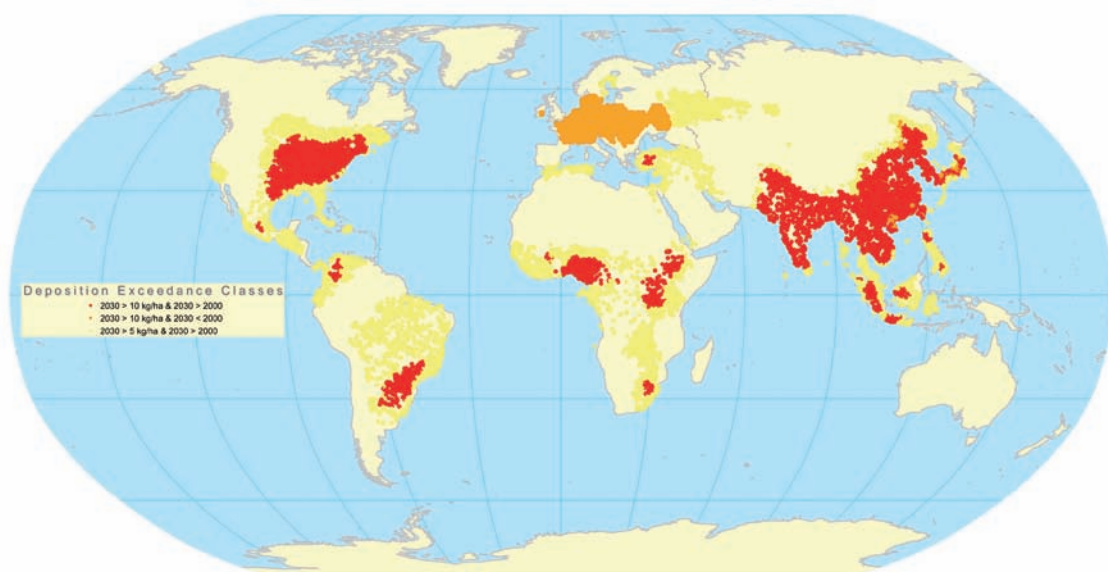 Deposition Exceedance Classes
2030 > 10 kg/ha & 2030 > 2000
2030 > 10 kg/ha & 2030 < 2000
2030 > 5 kg/ha & 2030 > 2000